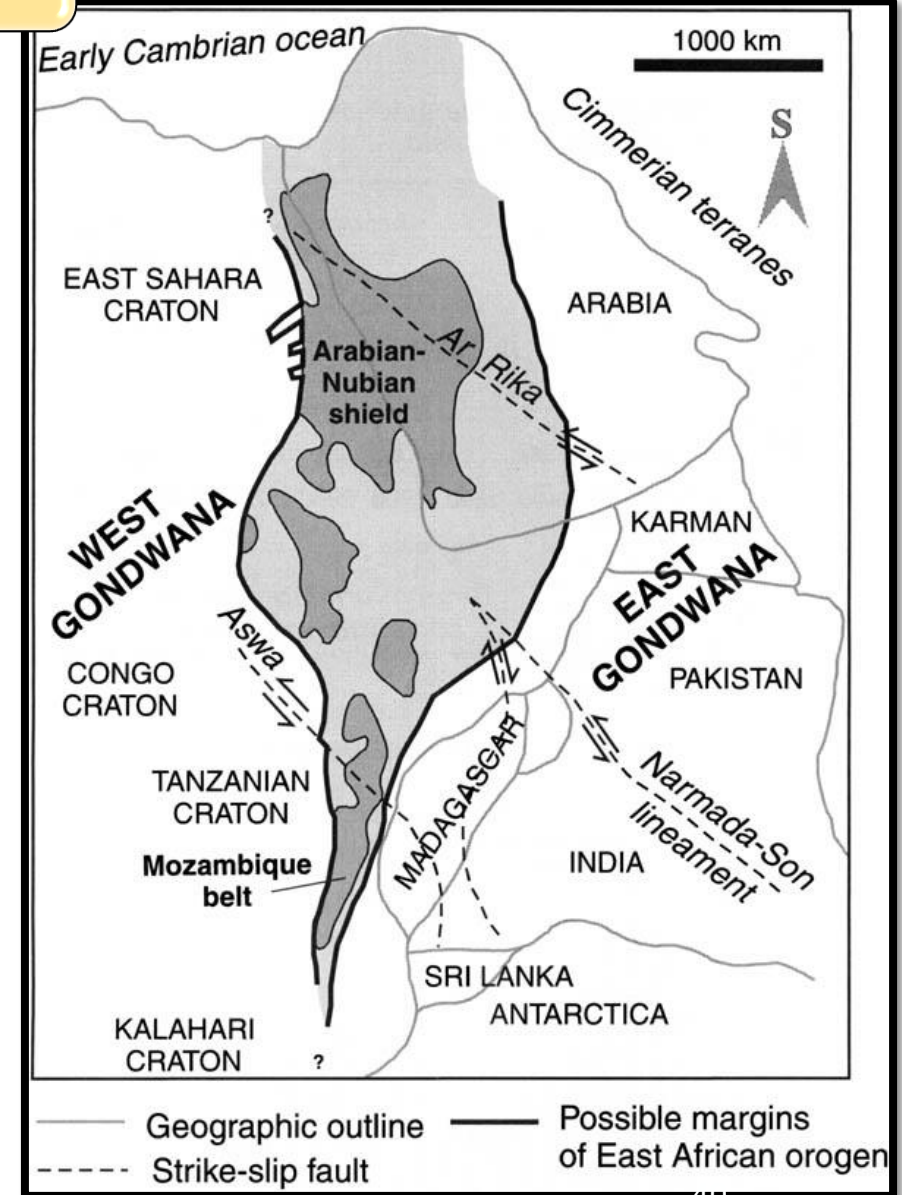 Early Cambrian ocean
1000 km
Cimmerian terranes
S
?
EAST SAHARA
CRATON
ARABIA
Ar Rika
Arabian-
Nubian
shield
WEST
GONDWANA
KARMAN
EAST
GONDWANA
Aswa
CONGO
CRATON
PAKISTAN
MADAGASCAR
TANZANIAN
CRATON
Narmada-Son
lineament
Mozambique
belt
INDIA
SRI LANKA
ANTARCTICA
KALAHARI
CRATON
?
Geographic outline
Possible margins
of East African orogen
Strike-slip fault